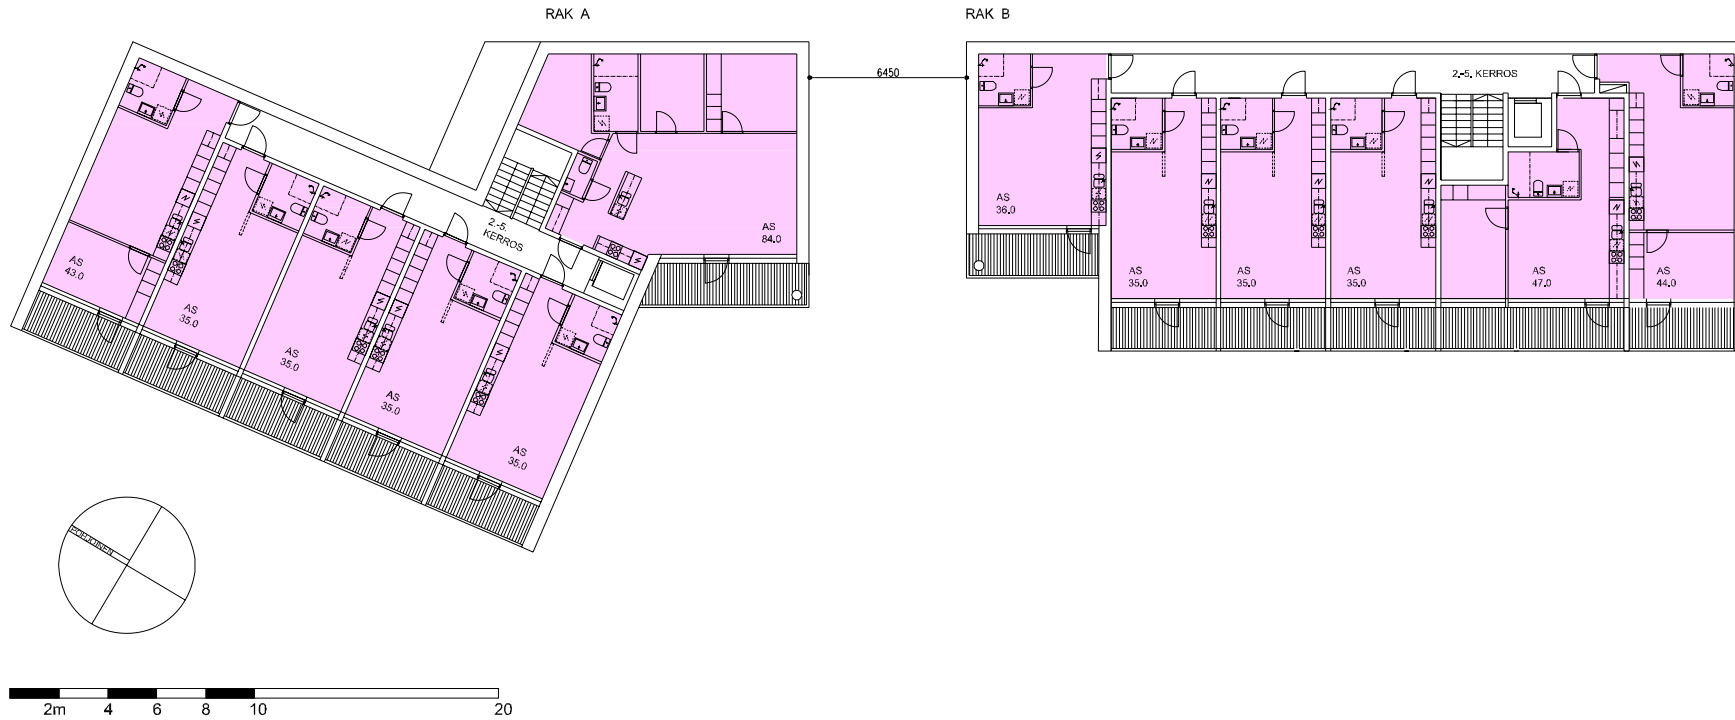 RAK A
RAK B
6450
2.-5. KERROS
AS
36.0
AS
84.0
2.-5.
KERROS
AS
43.0
AS
35.0
AS
35.0
AS
35.0
AS
35.0
AS
35.0
AS
35.0
AS
35.0
AS
47.0
AS
44.0
POHJOINEN
2m 4 6 8 10 20